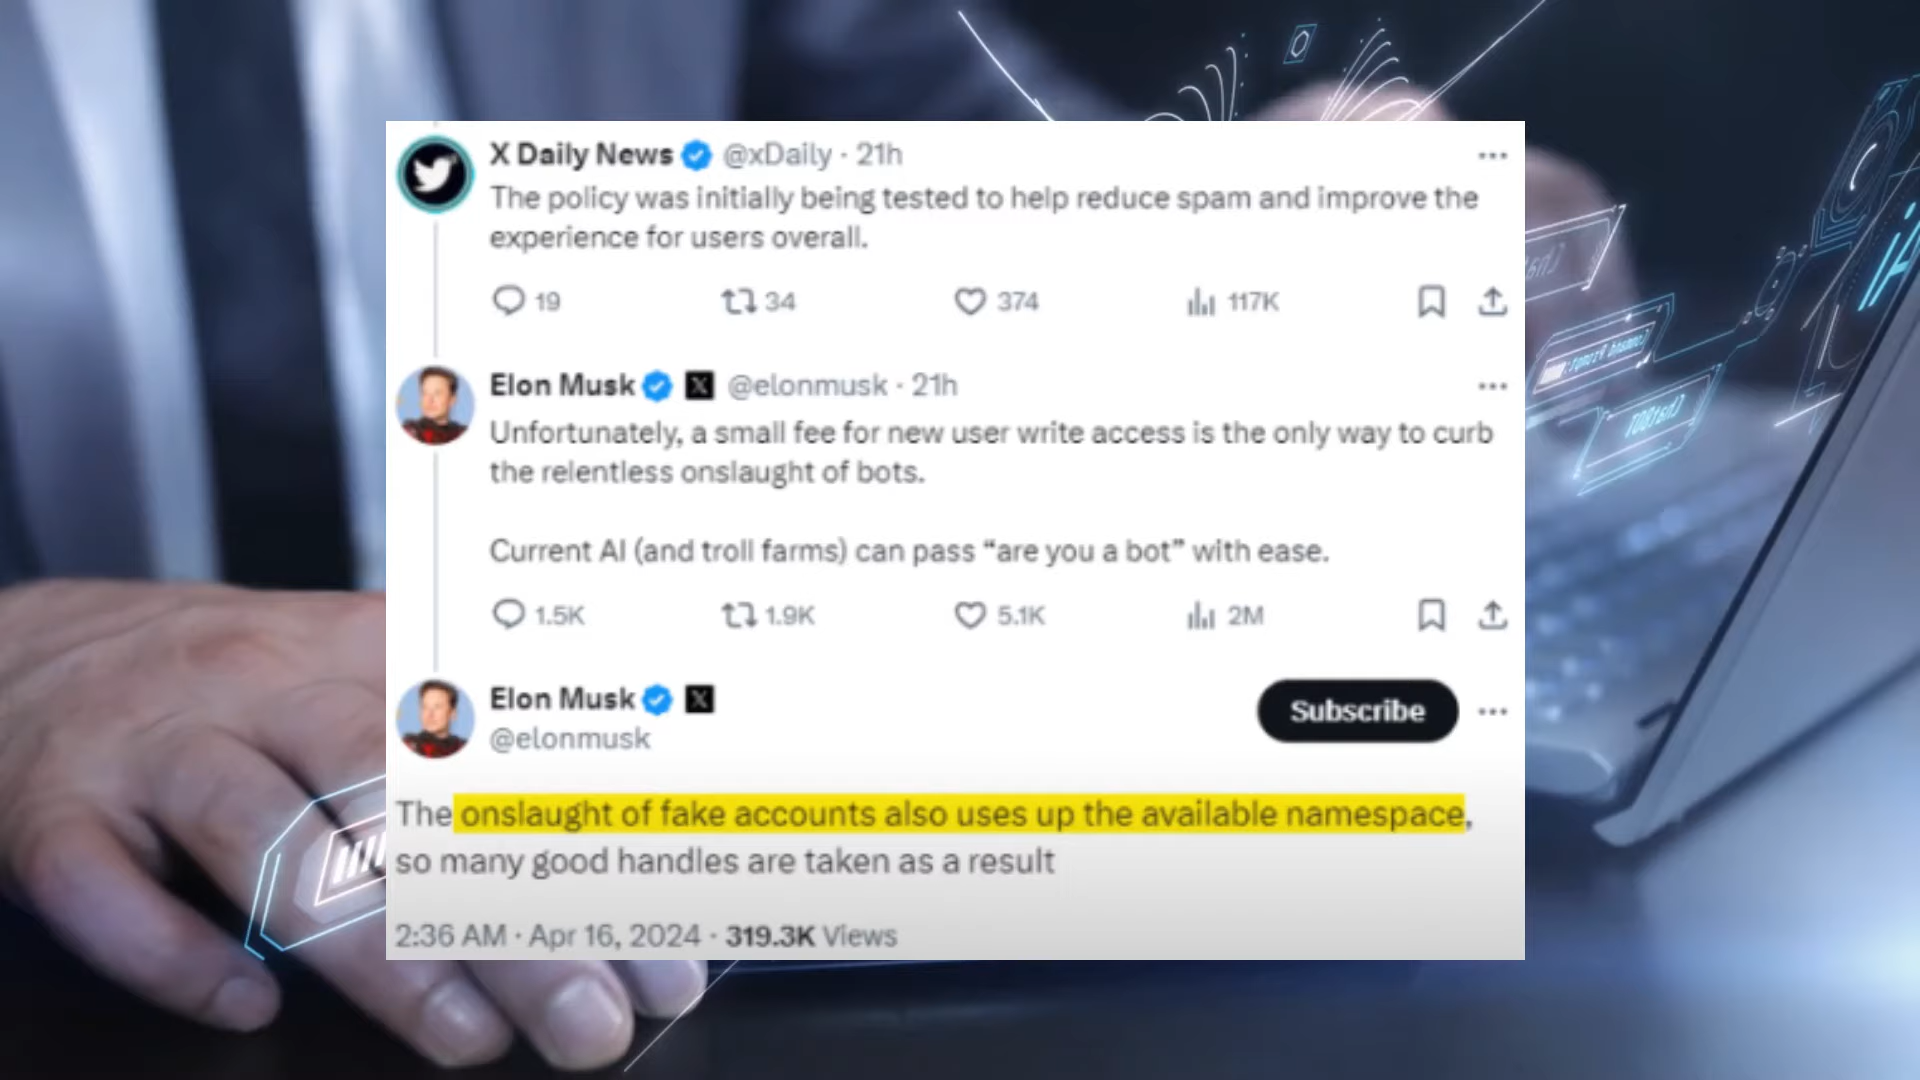 X Daily News @xDaily · 21h
The policy was initially being tested to help reduce spam and improve the
experience for users overall.
19 34 374 117K
Elon Musk X @elonmusk · 21h
Unfortunately, a small fee for new user write access is the only way to curb
the relentless onslaught of bots.
Current AI (and troll farms) can pass “are you a bot” with ease.
1.5K 1.9K 5.1K 2M
Elon Musk X
@elonmusk
Subscribe
The onslaught of fake accounts also uses up the available namespace,
so many good handles are taken as a result
2:36 AM · Apr 16, 2024 · 319.3K Views